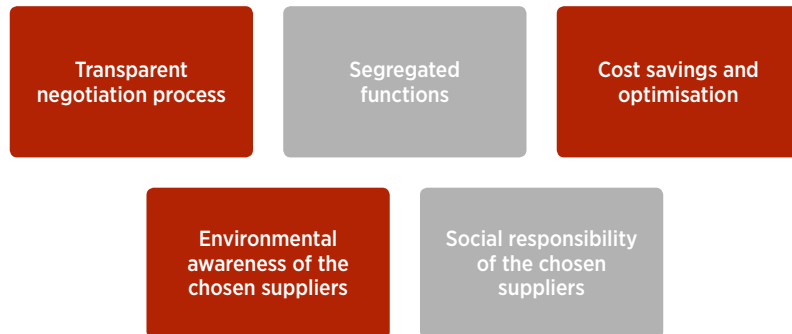 Transparent
negotiation process
Segregated
functions
Cost savings and
optimisation
Environmental
awareness of the
chosen suppliers
Social responsibility
of the chosen
suppliers